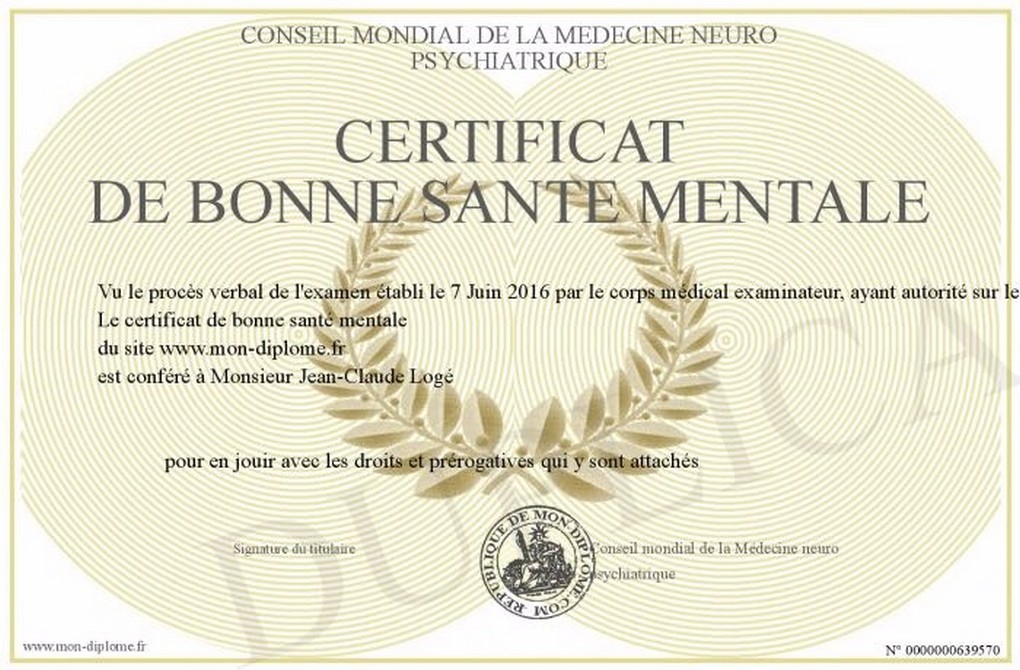 CONSEIL MONDIAL DE LA MEDECINE NEURO
PSYCHIATRIQUE
CERTIFICAT
DE BONNE SANTE MENTALE
Vu le procès verbal de l'examen établi le 7 Juin 2016 par le corps médical examinateur, ayant autorité sur le
Le certificat de bonne santé mentale
du site www.mon-diplome.fr
est conféré à Monsieur Jean-Claude Logé
pour en jouir avec les droits et prérogatives qui y sont attachés
Signature du titulaire
Conseil mondial de la Médecine neuro
psychiatrique
REPUBLIQUE DE MON-DIPLOME.COM
DUPLICA
www.mon-diplome.fr
N° 0000000639570